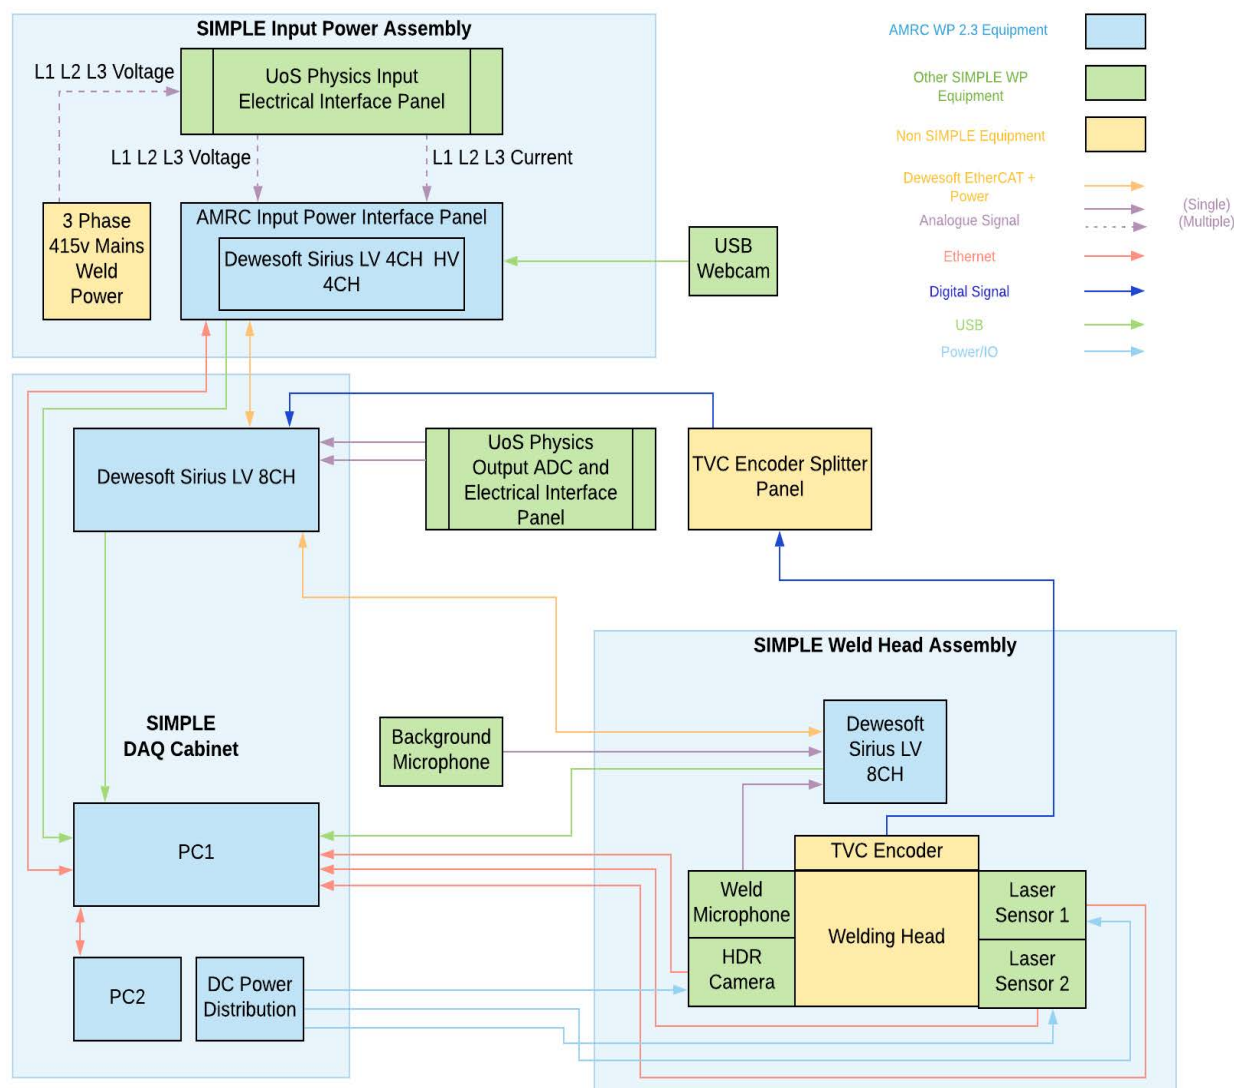 SIMPLE Input Power Assembly
L1 L2 L3 Voltage
UoS Physics Input
Electrical Interface Panel
L1 L2 L3 Voltage
L1 L2 L3 Current
3 Phase
415v Mains
Weld
Power
AMRC Input Power Interface Panel
Dewesoft Sirius LV 4CH HV
4CH
USB
Webcam
AMRC WP 2.3 Equipment
Other SIMPLE WP
Equipment
Non SIMPLE Equipment
Dewesoft EtherCAT +
Power
Analogue Signal
(Single)
(Multiple)
Ethernet
Digital Signal
USB
Power/IO
Dewesoft Sirius LV 8CH
UoS Physics
Output ADC and
Electrical Interface
Panel
TVC Encoder Splitter
Panel
SIMPLE Weld Head Assembly
SIMPLE
DAQ Cabinet
Background
Microphone
Dewesoft
Sirius LV
8CH
PC1
TVC Encoder
Weld
Microphone
Welding Head
Laser
Sensor 1
HDR
Camera
Laser
Sensor 2
PC2
DC Power
Distribution